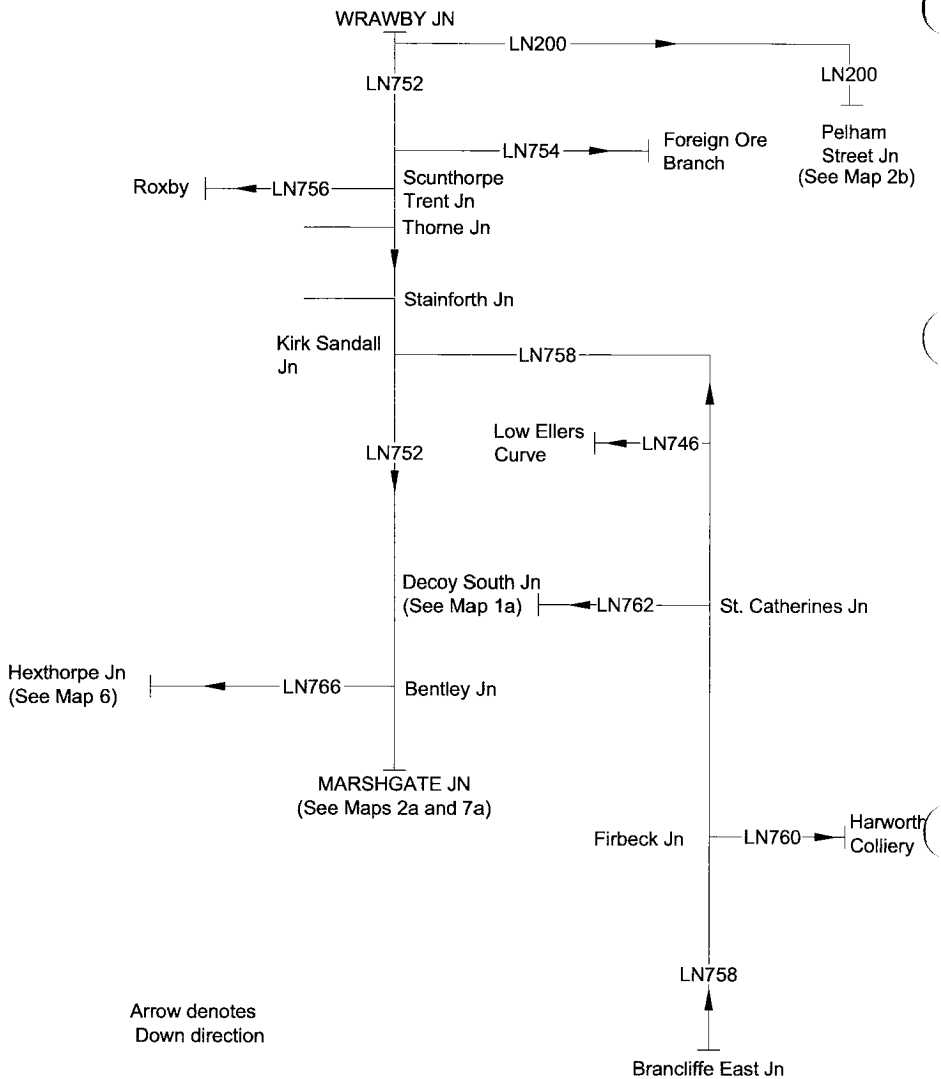 WRAWBY JN
LN200
LN752
LN200
Pelham
Street Jn
(See Map 2b)
LN754
Foreign Ore
Branch
Roxby
LN756
Scunthorpe
Trent Jn
Thorne Jn
Stainforth Jn
Kirk Sandall
Jn
LN758
Low Ellers
Curve
LN746
LN752
Decoy South Jn
(See Map 1a)
LN762
St. Catherines Jn
Hexthorpe Jn
(See Map 6)
LN766
Bentley Jn
MARSHGATE JN
(See Maps 2a and 7a)
Firbeck Jn
LN760
Harworth
Colliery
LN758
Arrow denotes
Down direction
Brancliffe East Jn